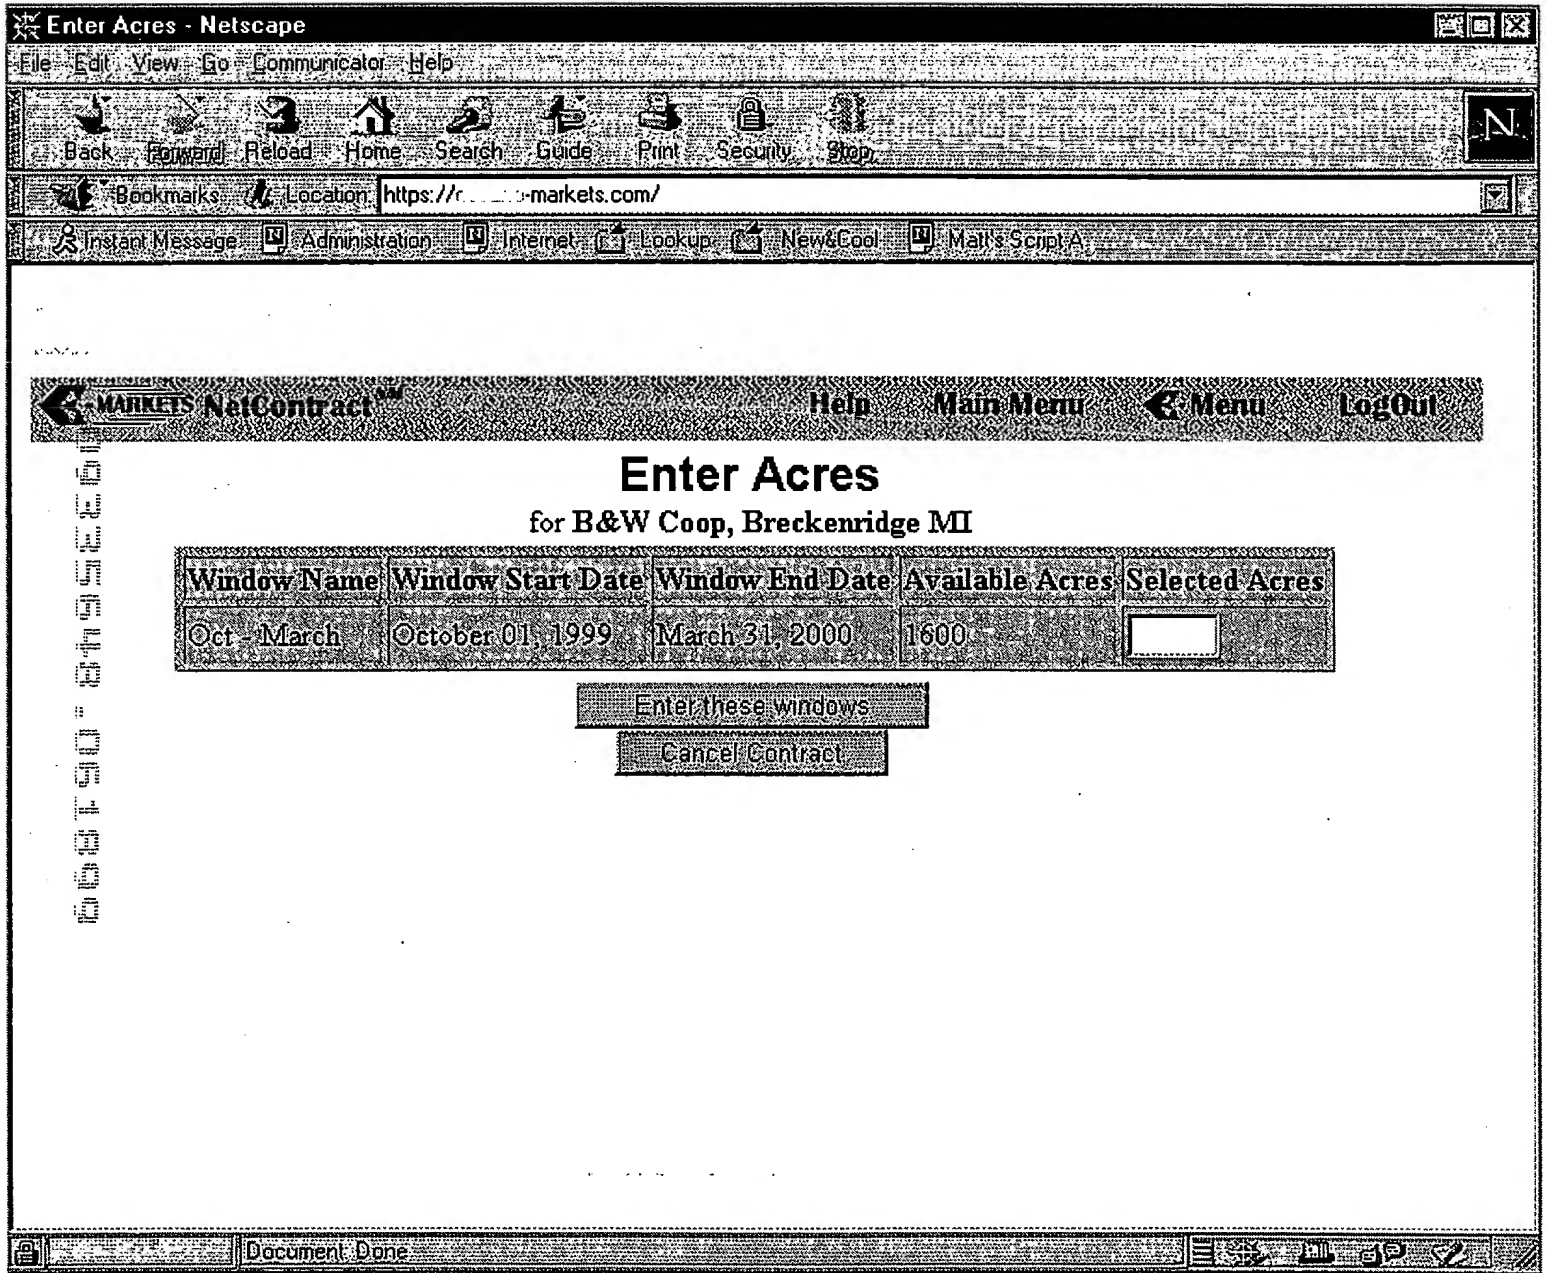 Enter Acres - Netscape
File Edit View Go Communicator Help
Back Forward Reload Home Search Guide Print Security Stop
N
Bookmarks Location: https:// -markets.com/
Instant Message Administration Internet Lookup New&Cool Matt's Script A
E-MARKETS NetContract SM Help Main Menu E-Menu LogOut
Enter Acres
for B&W Coop, Breckenridge MI
Window Name Window Start Date Window End Date Available Acres Selected Acres
Oct - March October 01, 1999 March 31, 2000 1600
Enter these windows
Cancel Contract
09335648.061899
Document Done